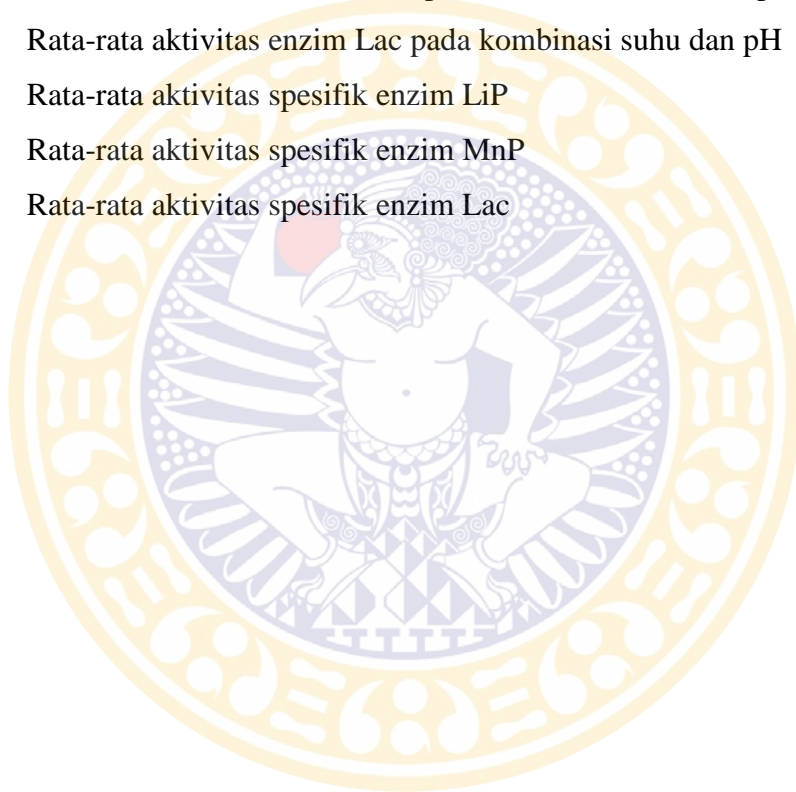 Rata-rata aktivitas enzim Lac pada kombinasi suhu dan pH
Rata-rata aktivitas spesifik enzim LiP
Rata-rata aktivitas spesifik enzim MnP
Rata-rata aktivitas spesifik enzim Lac